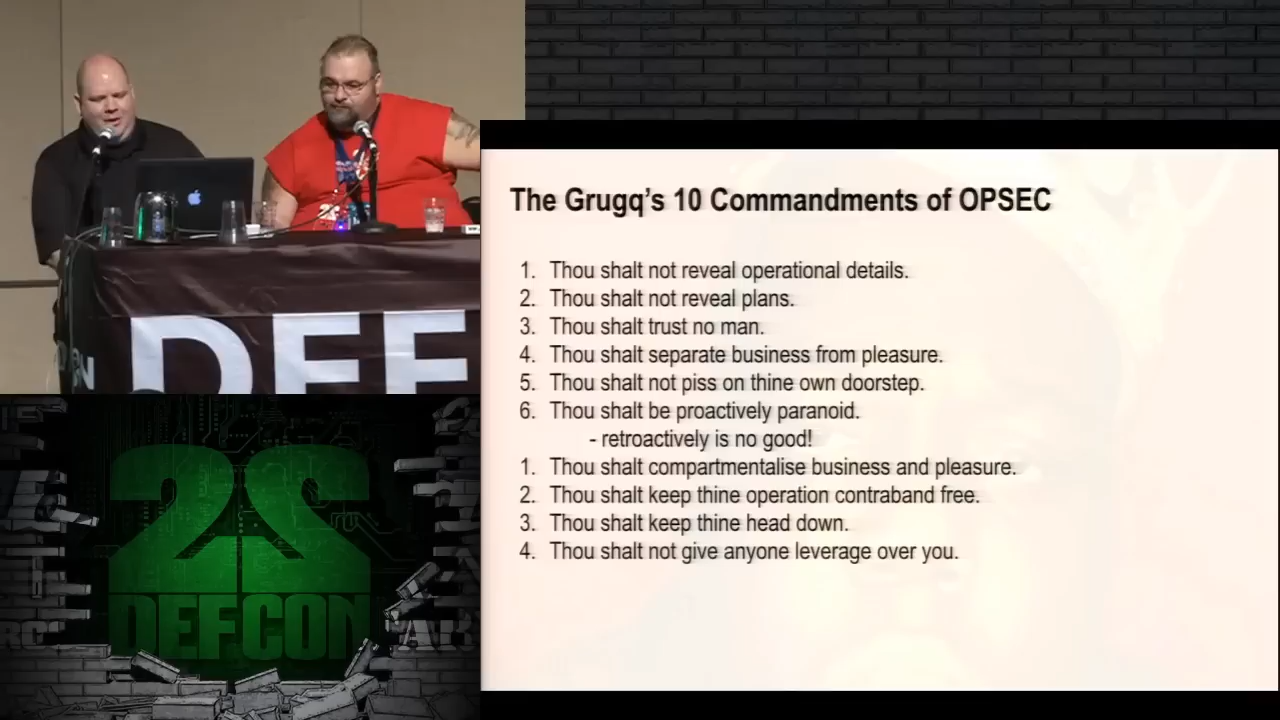 The Grugq's 10 Commandments of OPSEC
1. Thou shalt not reveal operational details.
2. Thou shalt not reveal plans.
3. Thou shalt trust no man.
4. Thou shalt separate business from pleasure.
5. Thou shalt not piss on thine own doorstep.
6. Thou shalt be proactively paranoid.
- retroactively is no good!
1. Thou shalt compartmentalise business and pleasure.
2. Thou shalt keep thine operation contraband free.
3. Thou shalt keep thine head down.
4. Thou shalt not give anyone leverage over you.
DEF
22
DEFCON